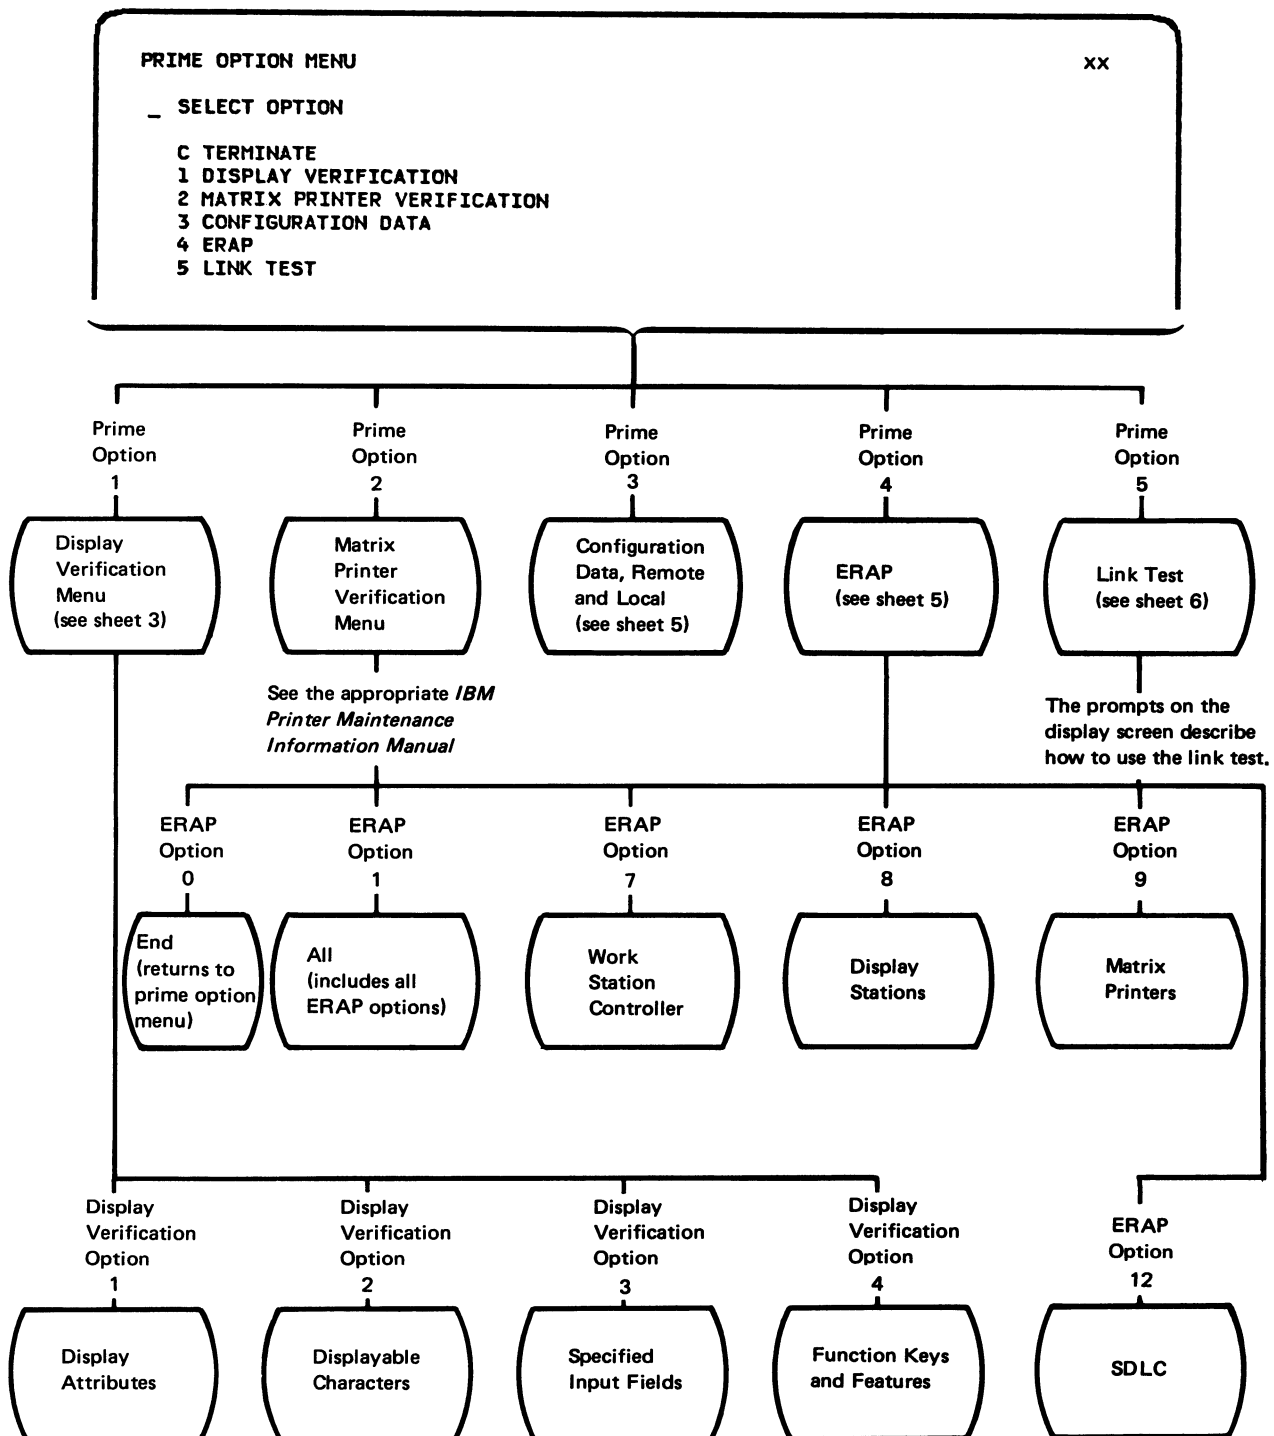 PRIME OPTION MENU xx
_ SELECT OPTION
C TERMINATE
1 DISPLAY VERIFICATION
2 MATRIX PRINTER VERIFICATION
3 CONFIGURATION DATA
4 ERAP
5 LINK TEST
Prime
Option
1
Prime
Option
2
Prime
Option
3
Prime
Option
4
Prime
Option
5
Display
Verification
Menu
(see sheet 3)
Matrix
Printer
Verification
Menu
Configuration
Data, Remote
and Local
(see sheet 5)
ERAP
(see sheet 5)
Link Test
(see sheet 6)
See the appropriate IBM
Printer Maintenance
Information Manual
The prompts on the
display screen describe
how to use the link test.
ERAP
Option
0
ERAP
Option
1
ERAP
Option
7
ERAP
Option
8
ERAP
Option
9
End
(returns to
prime option
menu)
All
(includes all
ERAP options)
Work
Station
Controller
Display
Stations
Matrix
Printers
Display
Verification
Option
1
Display
Verification
Option
2
Display
Verification
Option
3
Display
Verification
Option
4
ERAP
Option
12
Display
Attributes
Displayable
Characters
Specified
Input Fields
Function Keys
and Features
SDLC